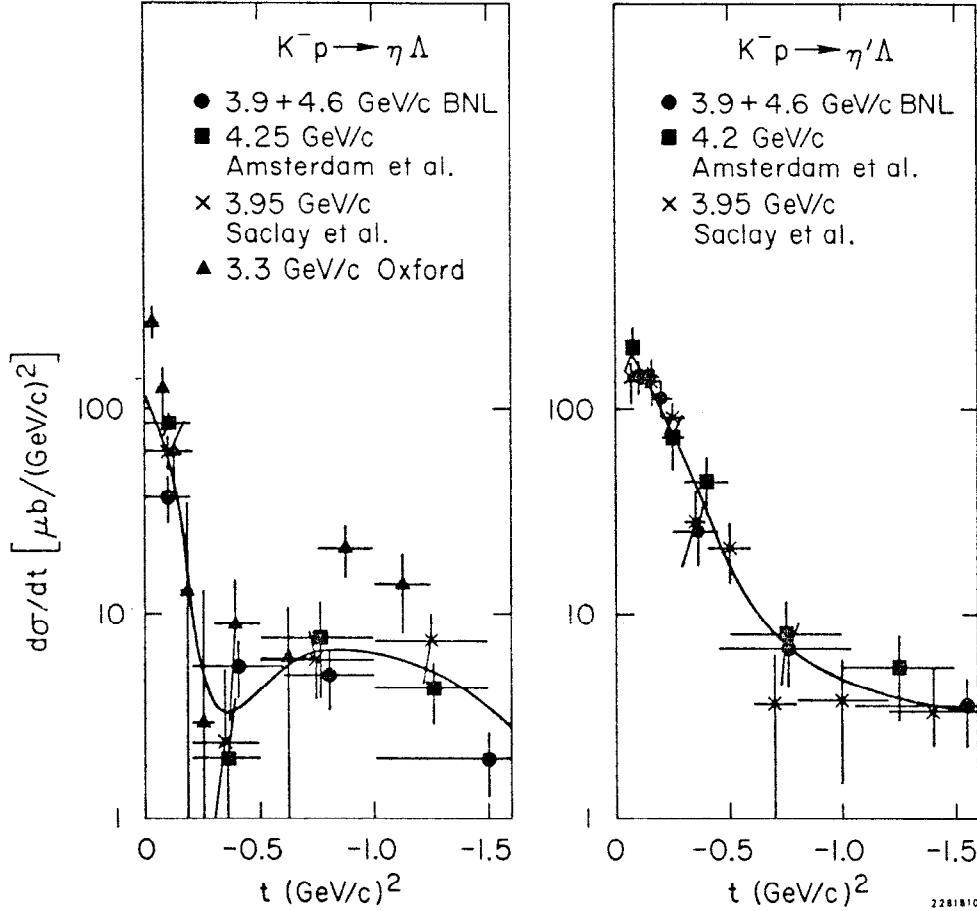 K⁻p → ηΛ
● 3.9 + 4.6 GeV/c BNL
■ 4.25 GeV/c
Amsterdam et al.
× 3.95 GeV/c
Saclay et al.
▲ 3.3 GeV/c Oxford
K⁻p → η′Λ
● 3.9 + 4.6 GeV/c BNL
■ 4.2 GeV/c
Amsterdam et al.
× 3.95 GeV/c
Saclay et al.
dσ/dt [μb/(GeV/c)²]
100
10
1
0 -0.5 -1.0 -1.5
t (GeV/c)²
100
10
1
0 -0.5 -1.0 -1.5
t (GeV/c)²